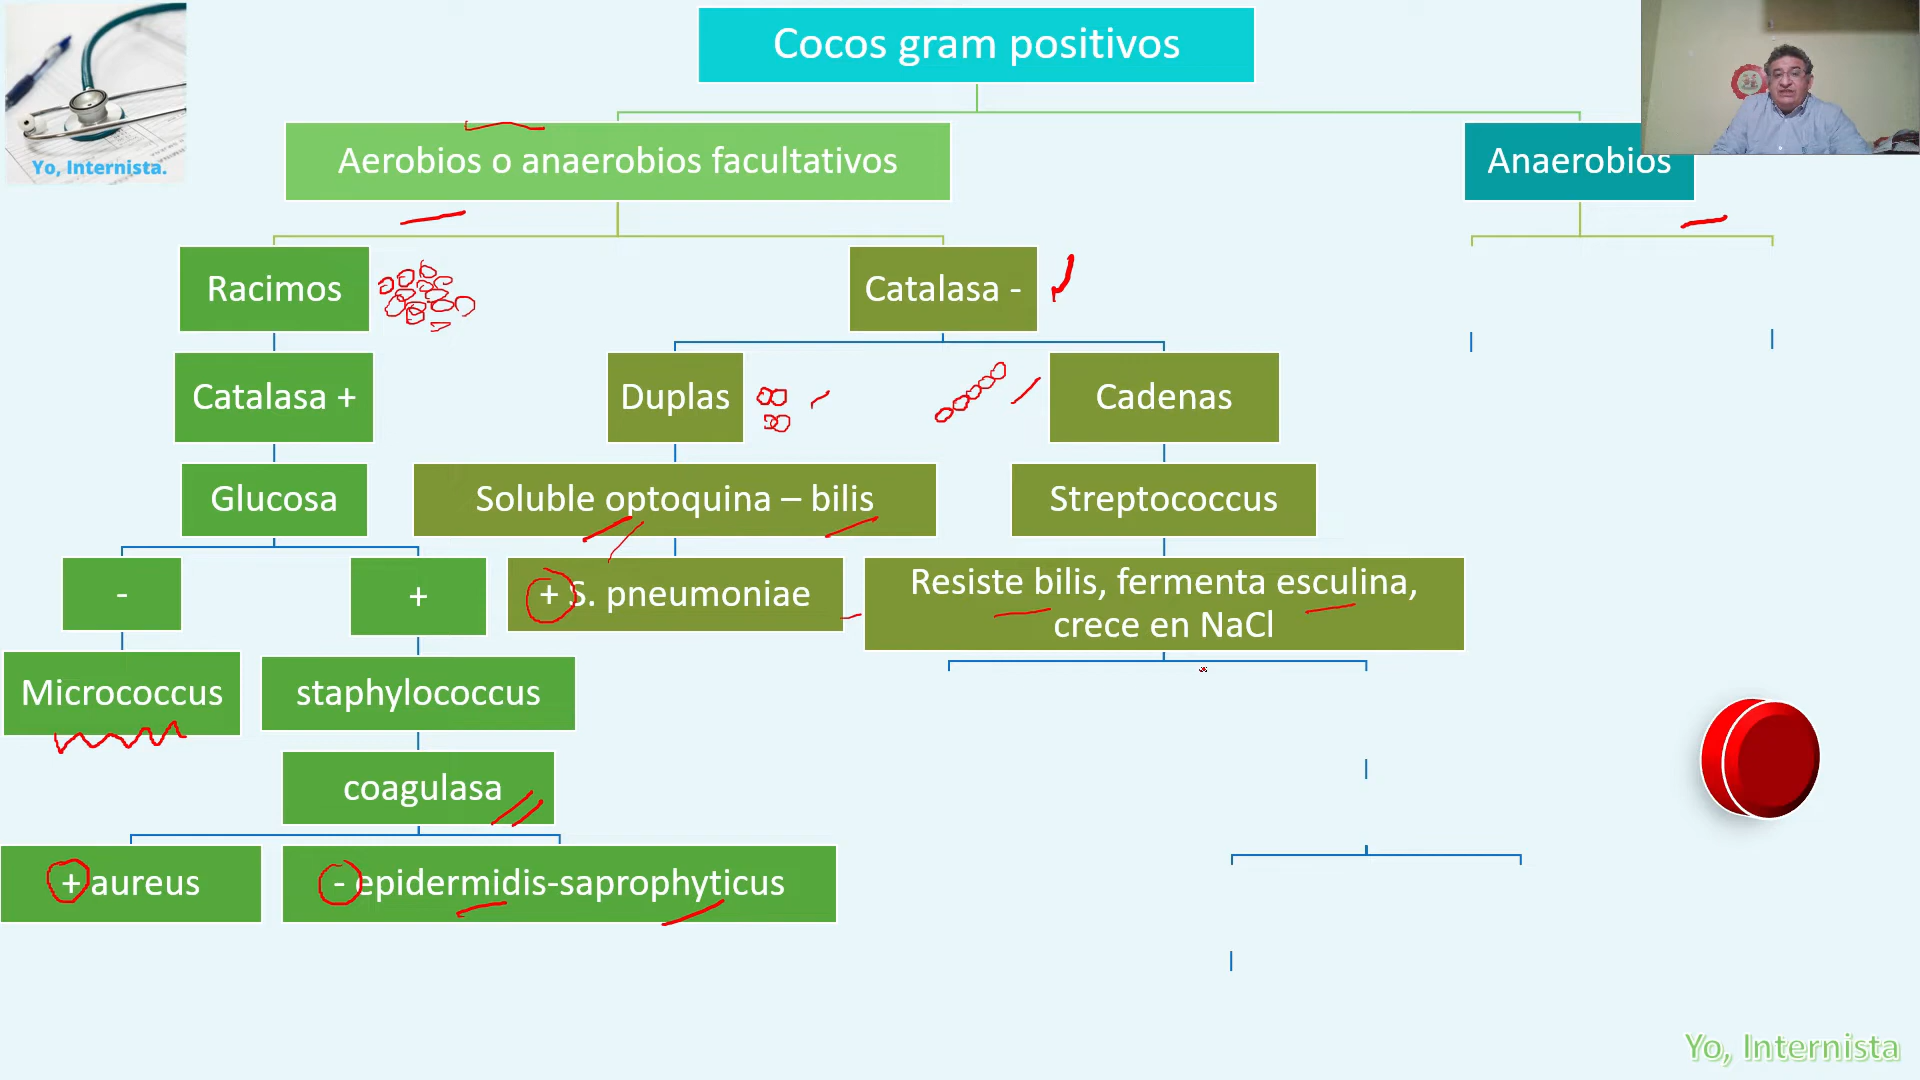 Cocos gram positivos
Yo, Internista.
Aerobios o anaerobios facultativos
Anaerobios
Racimos
Catalasa -
Catalasa +
Duplas
Cadenas
Glucosa
Soluble optoquina – bilis
Streptococcus
-
+
+ S. pneumoniae
Resiste bilis, fermenta esculina,
crece en NaCl
Micrococcus
staphylococcus
coagulasa
+ aureus
- epidermidis-saprophyticus
Yo, Internista